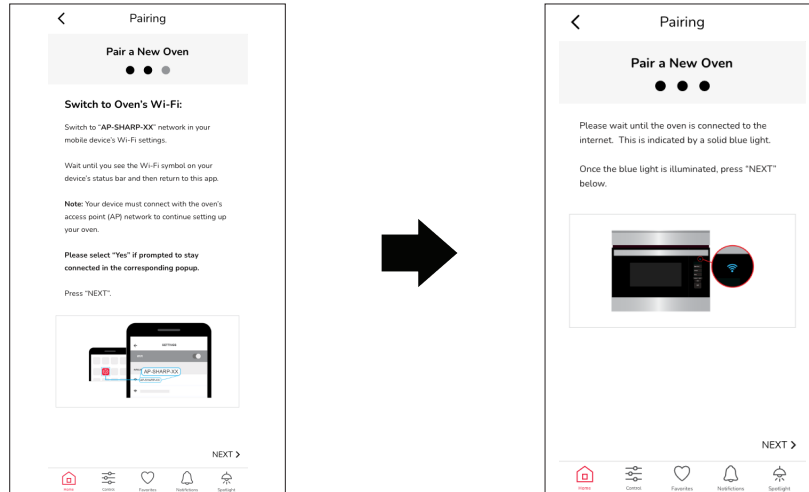 Pairing
Pair a New Oven
Switch to Oven's Wi-Fi:
Switch to “AP-SHARP-XX” network in your
mobile device's Wi-Fi settings.
Wait until you see the Wi-Fi symbol on your
device's status bar and then return to this app.
Note: Your device must connect with the oven's
access point (AP) network to continue setting up
your oven.
Please select “Yes” if prompted to stay
connected in the corresponding popup.
Press “NEXT”.
SETTINGS
AP-SHARP-XX
AP-SHARP-XX
NEXT
Home
Control
Favorites
Notifictions
Spotlight
Pairing
Pair a New Oven
Please wait until the oven is connected to the
internet. This is indicated by a solid blue light.
Once the blue light is illuminated, press “NEXT”
below.
NEXT
Home
Control
Favorites
Notifictions
Spotlight